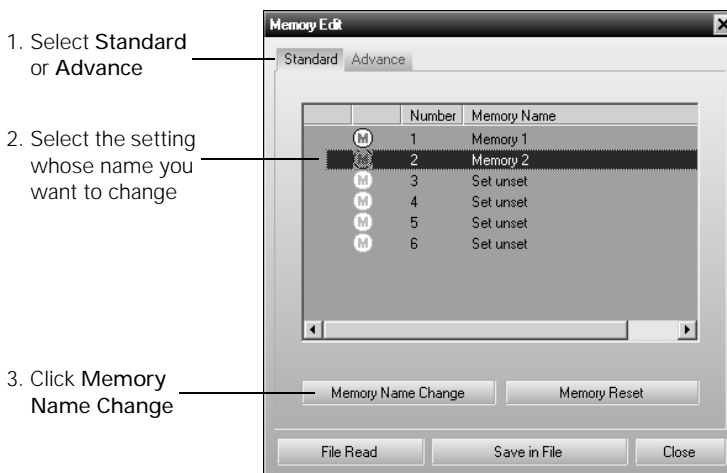 1. Select Standard
or Advance
2. Select the setting
whose name you
want to change
3. Click Memory
Name Change
Memory Edit
Standard Advance
Number Memory Name
M 1 Memory 1
M 2 Memory 2
M 3 Set unset
M 4 Set unset
M 5 Set unset
M 6 Set unset
Memory Name Change Memory Reset
File Read Save in File Close